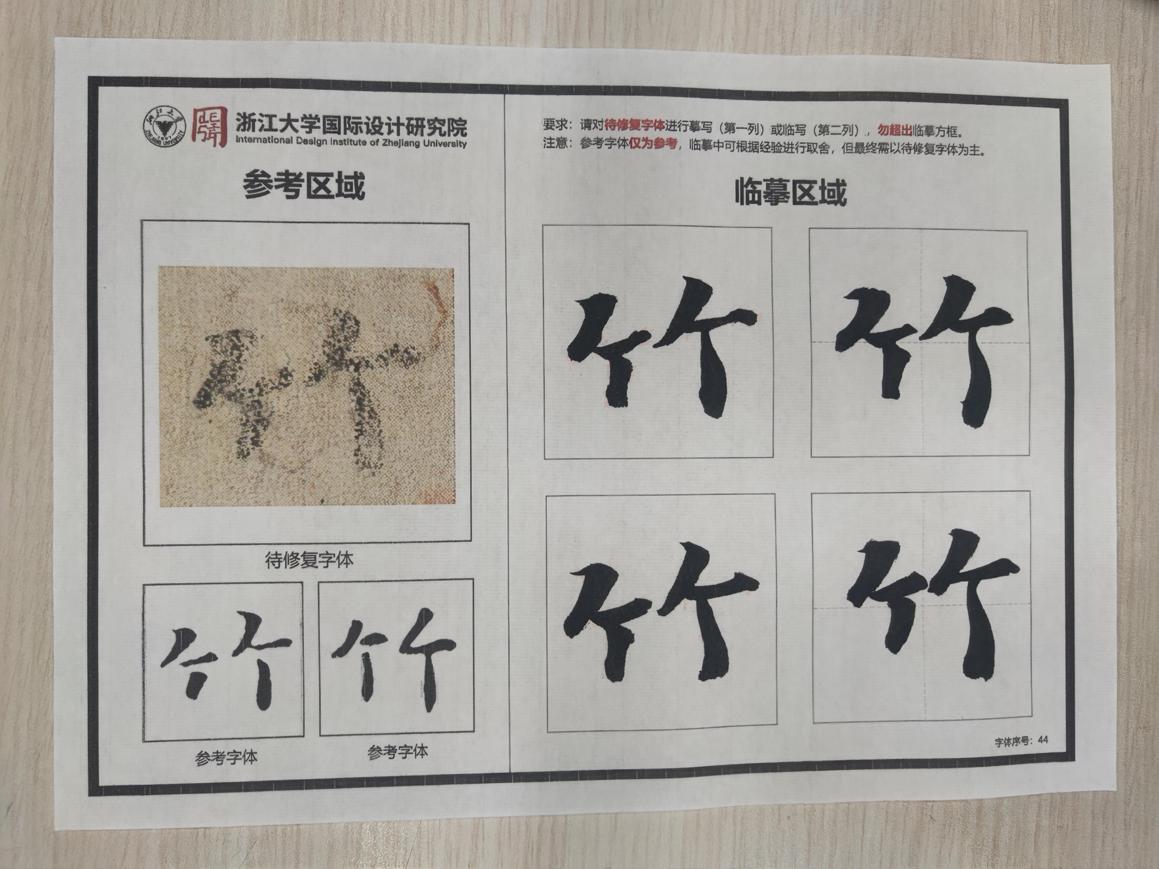 浙江大学国际设计研究院
International Design Institute of Zhejiang University
参考区域
竹
待修复字体
竹
竹
参考字体
参考字体
要求：请对待修复字体进行摹写（第一列）或临写（第二列），勿超出临摹方框。
注意：参考字体仅为参考，临摹中可根据经验进行取舍，但最终需以待修复字体为主。
临摹区域
竹
竹
竹
竹
字体序号：44